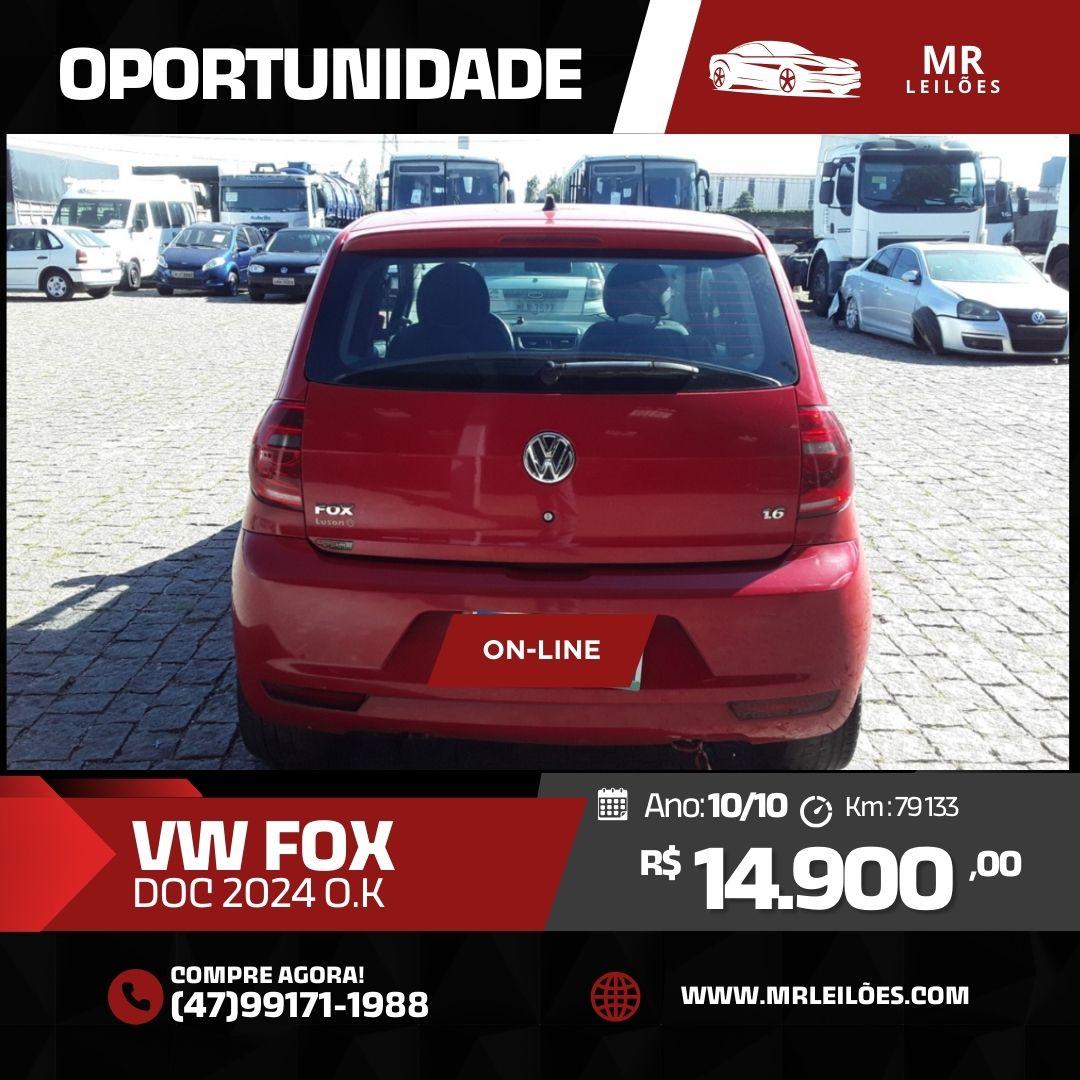 OPORTUNIDADE
MR
LEILÕES
FOX
Luson
1.6
ON-LINE
VW FOX
DOC 2024 O.K
Ano: 10/10
Km : 79133
R$ 14.900,00
COMPRE AGORA!
(47)99171-1988
WWW.MRLEILÕES.COM